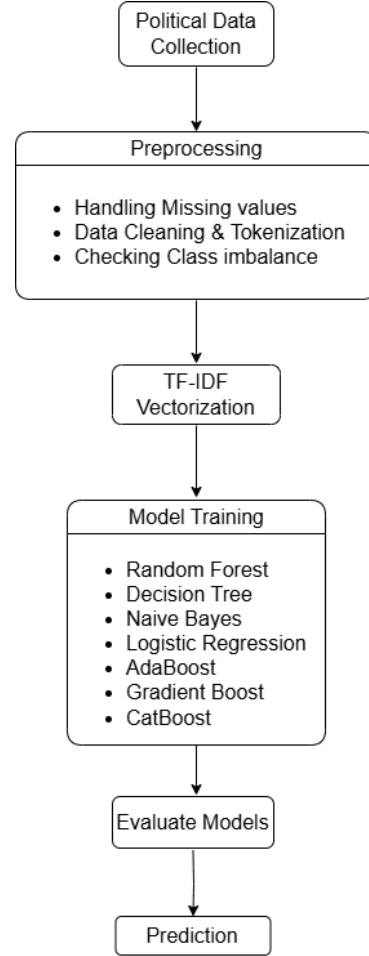 Political Data
Collection
Preprocessing
• Handling Missing values
• Data Cleaning & Tokenization
• Checking Class imbalance
TF-IDF
Vectorization
Model Training
• Random Forest
• Decision Tree
• Naive Bayes
• Logistic Regression
• AdaBoost
• Gradient Boost
• CatBoost
Evaluate Models
Prediction